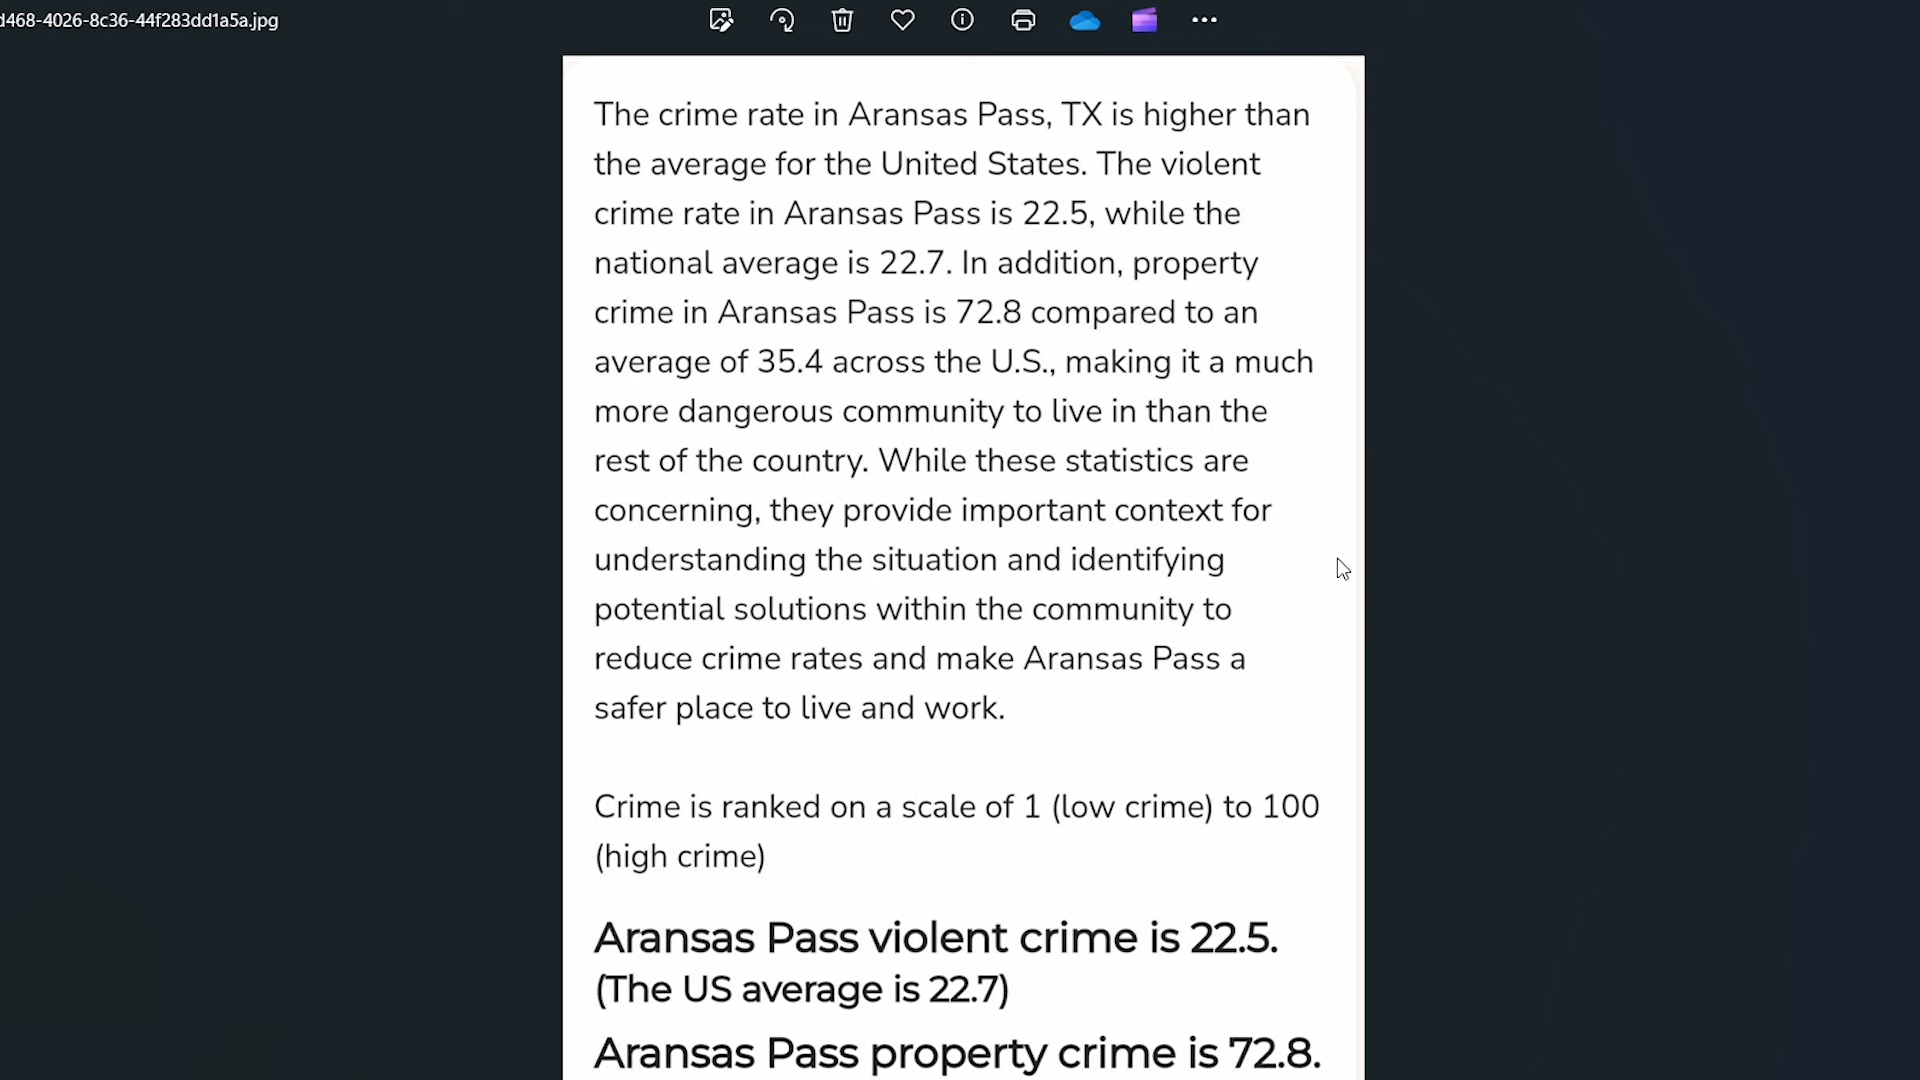 d468-4026-8c36-44f283dd1a5a.jpg
The crime rate in Aransas Pass, TX is higher than
the average for the United States. The violent
crime rate in Aransas Pass is 22.5, while the
national average is 22.7. In addition, property
crime in Aransas Pass is 72.8 compared to an
average of 35.4 across the U.S., making it a much
more dangerous community to live in than the
rest of the country. While these statistics are
concerning, they provide important context for
understanding the situation and identifying
potential solutions within the community to
reduce crime rates and make Aransas Pass a
safer place to live and work.
Crime is ranked on a scale of 1 (low crime) to 100
(high crime)
Aransas Pass violent crime is 22.5.
(The US average is 22.7)
Aransas Pass property crime is 72.8.